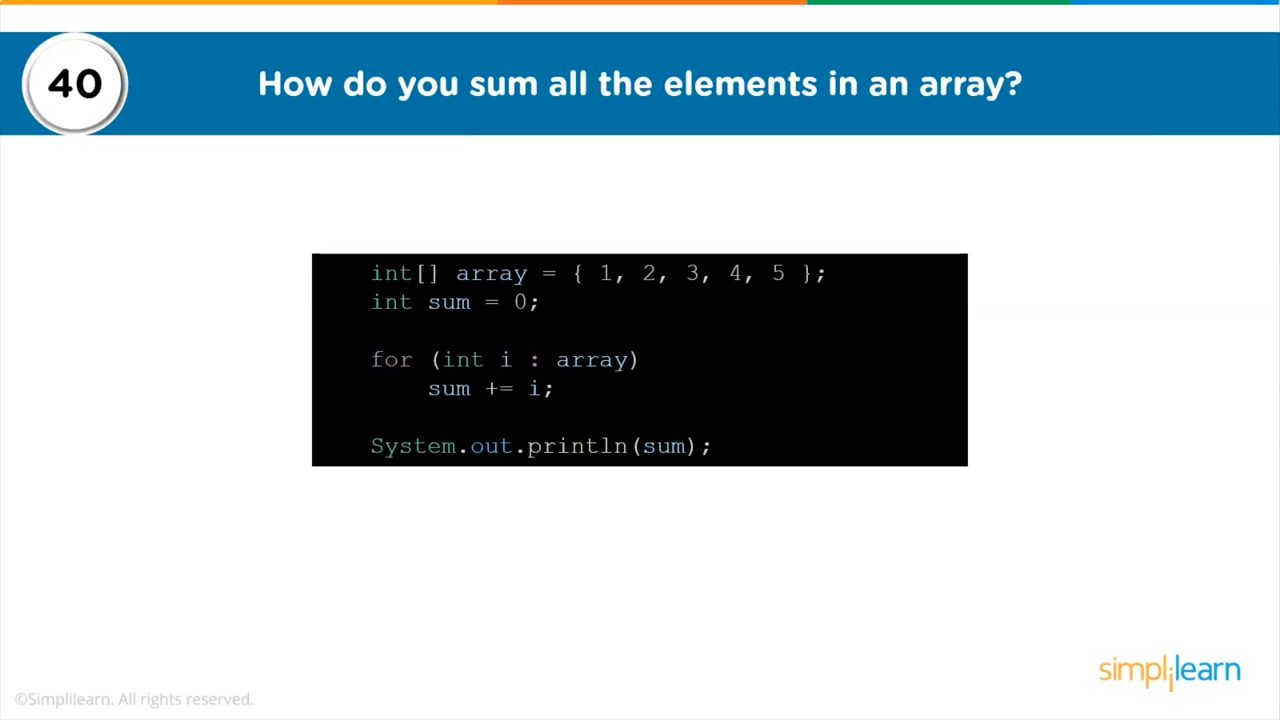 40
How do you sum all the elements in an array?
int[] array = { 1, 2, 3, 4, 5 };
int sum = 0;
for (int i : array)
sum += i;
System.out.println(sum);
simplilearn
©Simplilearn. All rights reserved.